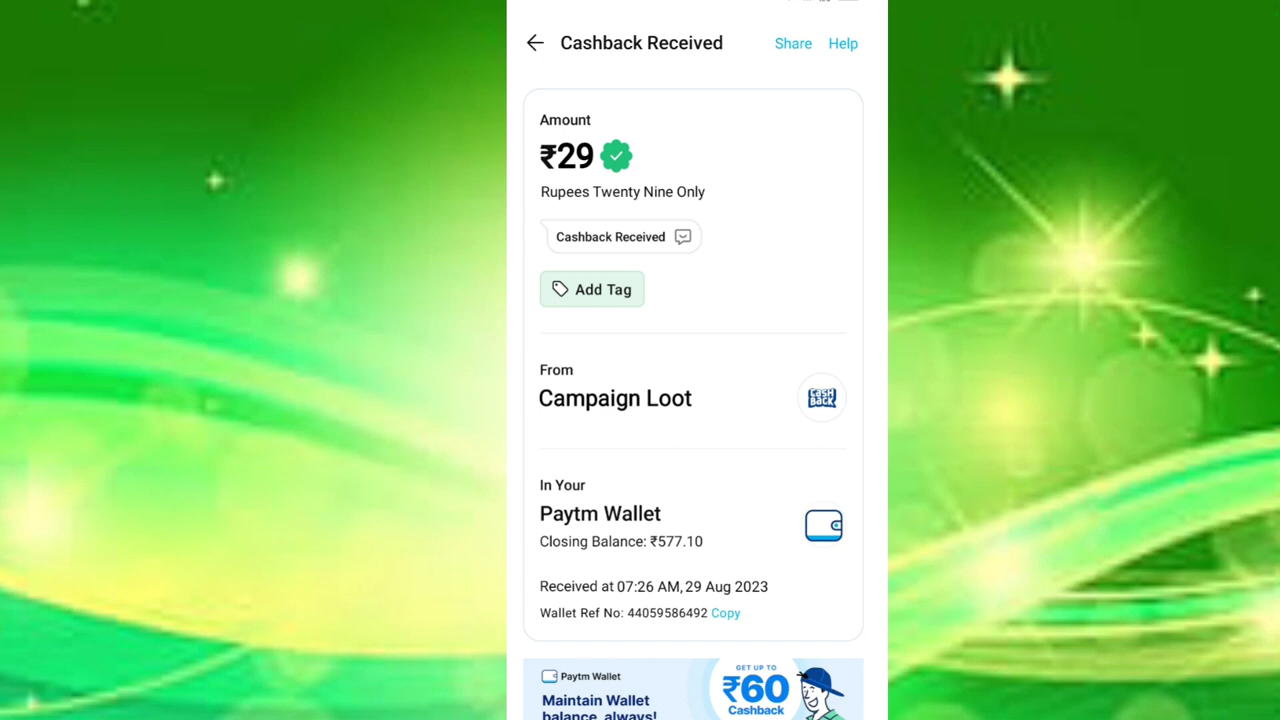 Cashback Received Share Help
Amount
₹29
Rupees Twenty Nine Only
Cashback Received
Add Tag
From
Campaign Loot
CASH
BACK
In Your
Paytm Wallet
Closing Balance: ₹577.10
Received at 07:26 AM, 29 Aug 2023
Wallet Ref No: 44059586492 Copy
Paytm Wallet
Maintain Wallet
balance, always!
GET UP TO
₹60
Cashback